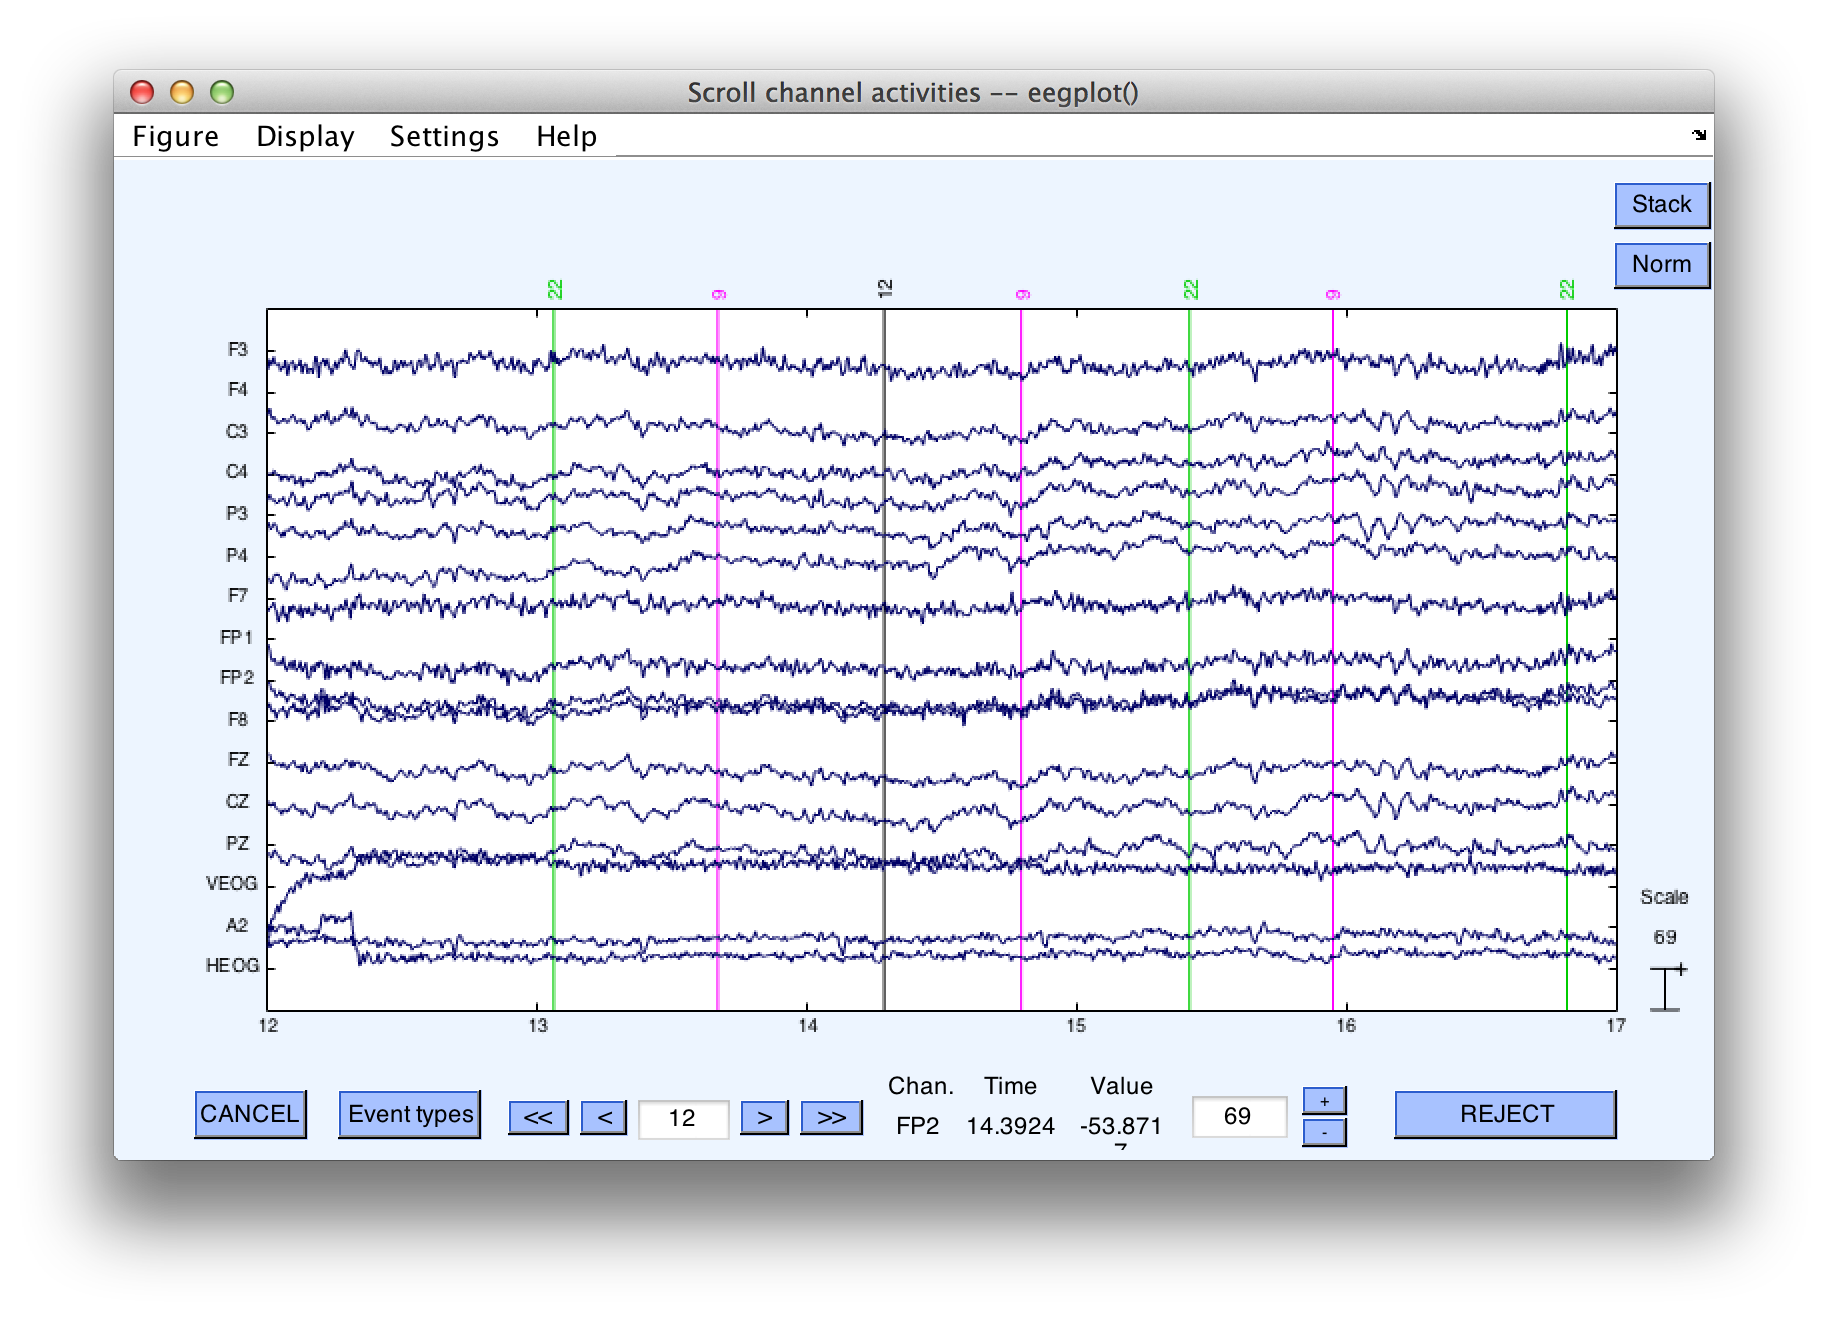 Scroll channel activities -- eegplot()
Figure Display Settings Help
Stack
Norm
22 9 12 9 22 9 22
F3
F4
C3
C4
P3
P4
F7
FP1
FP2
F8
FZ
CZ
PZ
VEOG
A2
HEOG
Scale
69
+
12 13 14 15 16 17
Chan. Time Value
CANCEL Event types << < 12 > >> FP2 14.3924 -53.871 69 + - REJECT